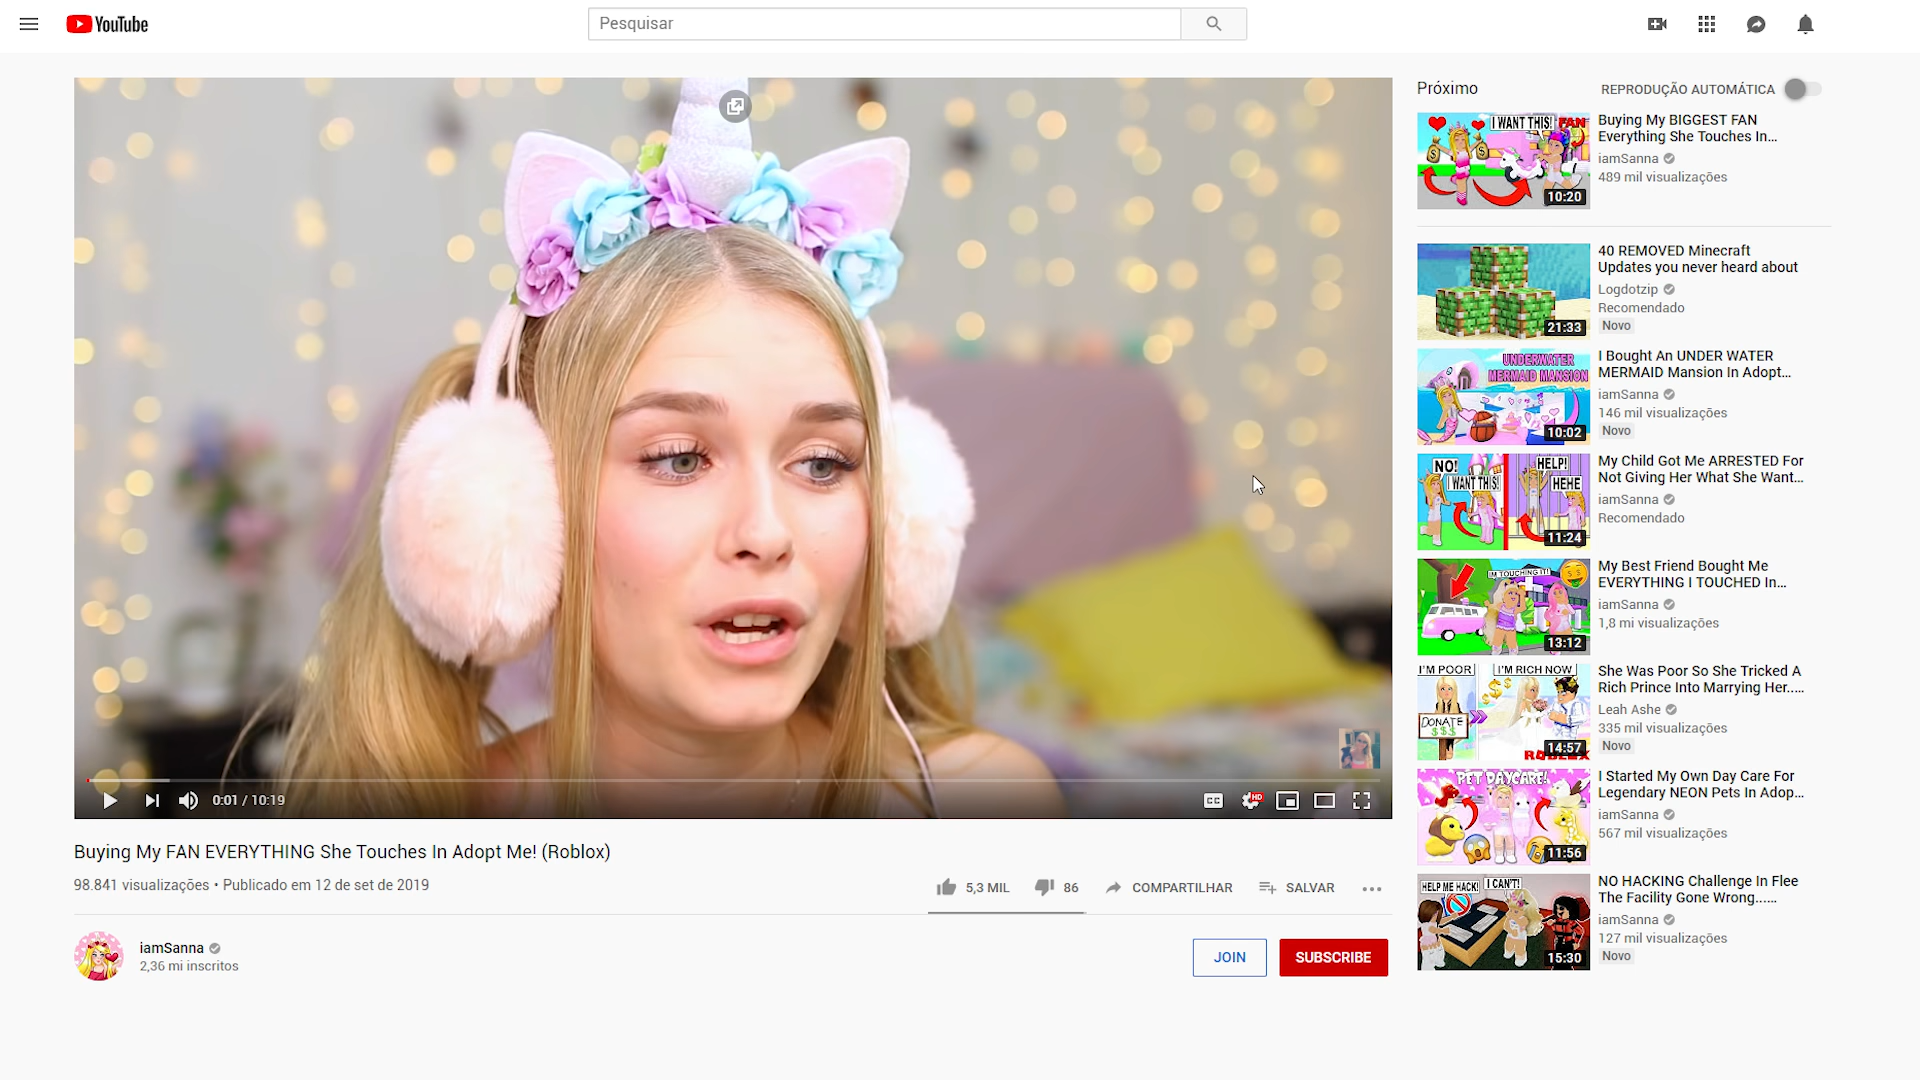 YouTube
Pesquisar
0:01 / 10:19
CC
HD
Buying My FAN EVERYTHING She Touches In Adopt Me! (Roblox)
98.841 visualizações • Publicado em 12 de set de 2019
5,3 MIL
86
COMPARTILHAR
SALVAR
iamSanna
2,36 mi inscritos
JOIN
SUBSCRIBE
Próximo
REPRODUÇÃO AUTOMÁTICA
I WANT THIS!
FAN
10:20
Buying My BIGGEST FAN
Everything She Touches In...
iamSanna
489 mil visualizações
21:33
40 REMOVED Minecraft
Updates you never heard about
Logdotzip
Recomendado
Novo
UNDERWATER
MERMAID MANSION
10:02
I Bought An UNDER WATER
MERMAID Mansion In Adopt...
iamSanna
146 mil visualizações
Novo
NO!
I WANT THIS!
HELP!
HEHE
11:24
My Child Got Me ARRESTED For
Not Giving Her What She Want...
iamSanna
Recomendado
I'M TOUCHING IT!
13:12
My Best Friend Bought Me
EVERYTHING I TOUCHED In...
iamSanna
1,8 mi visualizações
I'M POOR
I'M RICH NOW
DONATE
$$$
ROBLOX
14:57
She Was Poor So She Tricked A
Rich Prince Into Marrying Her.....
Leah Ashe
335 mil visualizações
Novo
PET DAYCARE!
11:56
I Started My Own Day Care For
Legendary NEON Pets In Adop...
iamSanna
567 mil visualizações
HELP ME HACK!
I CAN'T!
15:30
NO HACKING Challenge In Flee
The Facility Gone Wrong......
iamSanna
127 mil visualizações
Novo